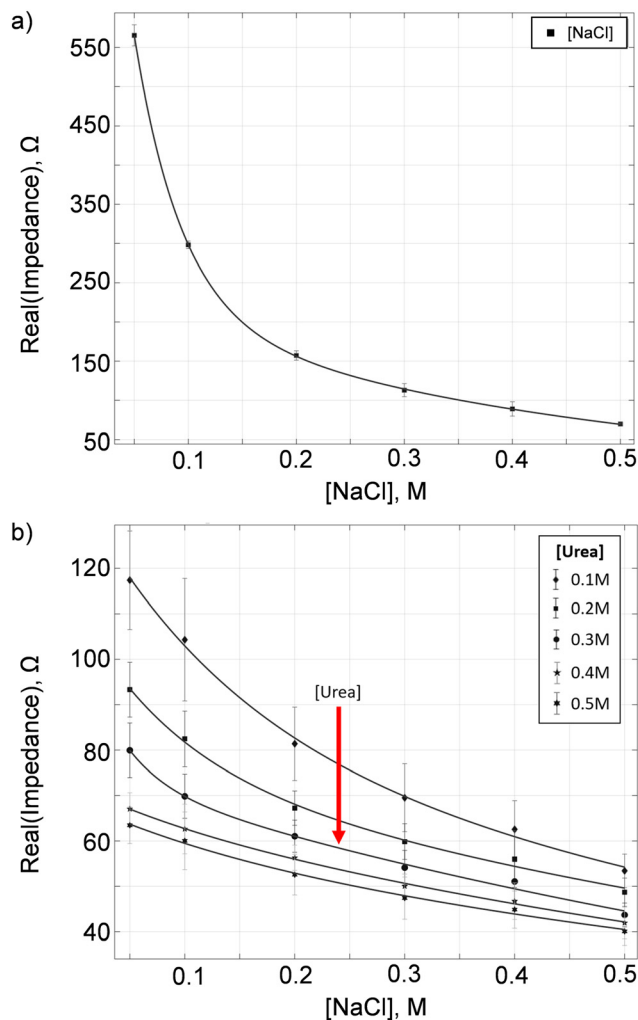 a)
[NaCl]
550
450
350
250
150
50
Real(Impedance), Ω
0.1 0.2 0.3 0.4 0.5
[NaCl], M
b)
[Urea]
0.1M
0.2M
0.3M
0.4M
0.5M
[Urea]
120
100
80
60
40
Real(Impedance), Ω
0.1 0.2 0.3 0.4 0.5
[NaCl], M